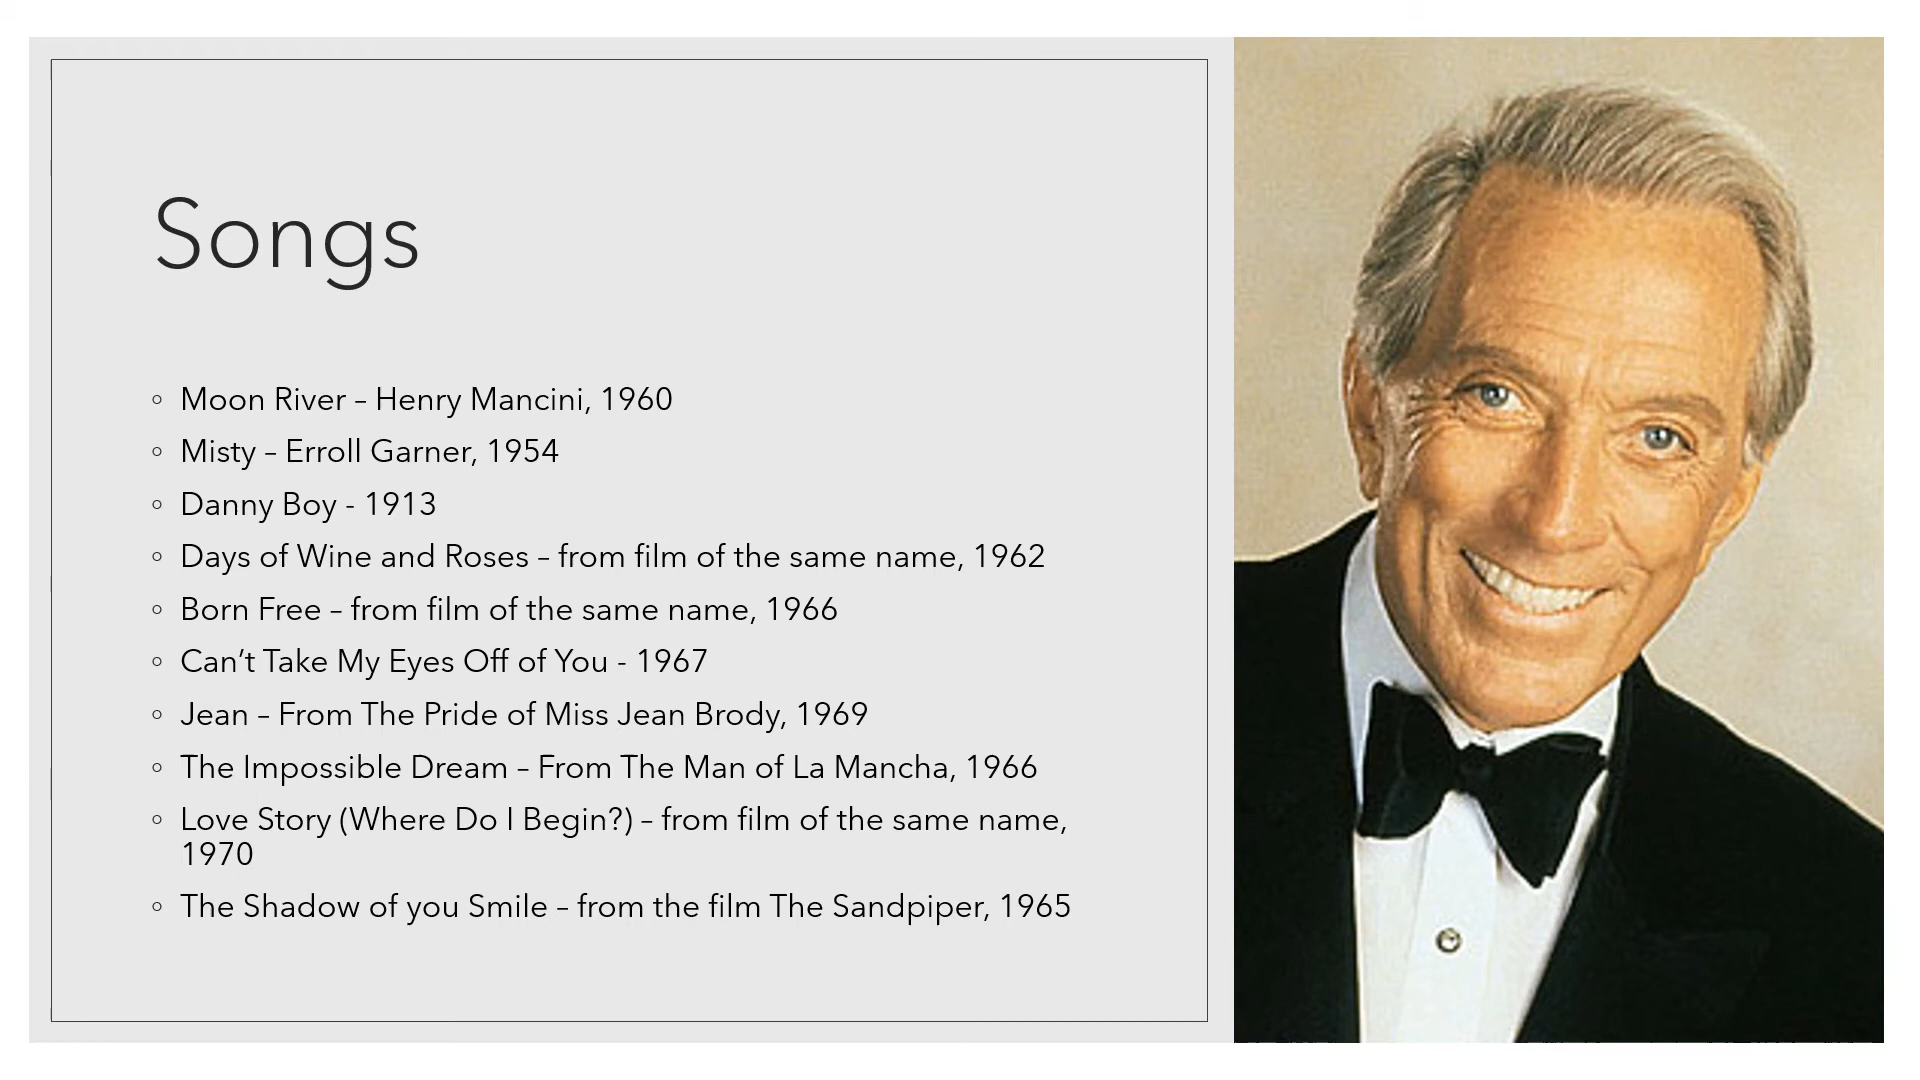 Songs
◦ Moon River – Henry Mancini, 1960
◦ Misty – Erroll Garner, 1954
◦ Danny Boy - 1913
◦ Days of Wine and Roses – from film of the same name, 1962
◦ Born Free – from film of the same name, 1966
◦ Can’t Take My Eyes Off of You - 1967
◦ Jean – From The Pride of Miss Jean Brody, 1969
◦ The Impossible Dream – From The Man of La Mancha, 1966
◦ Love Story (Where Do I Begin?) – from film of the same name,
1970
◦ The Shadow of you Smile – from the film The Sandpiper, 1965